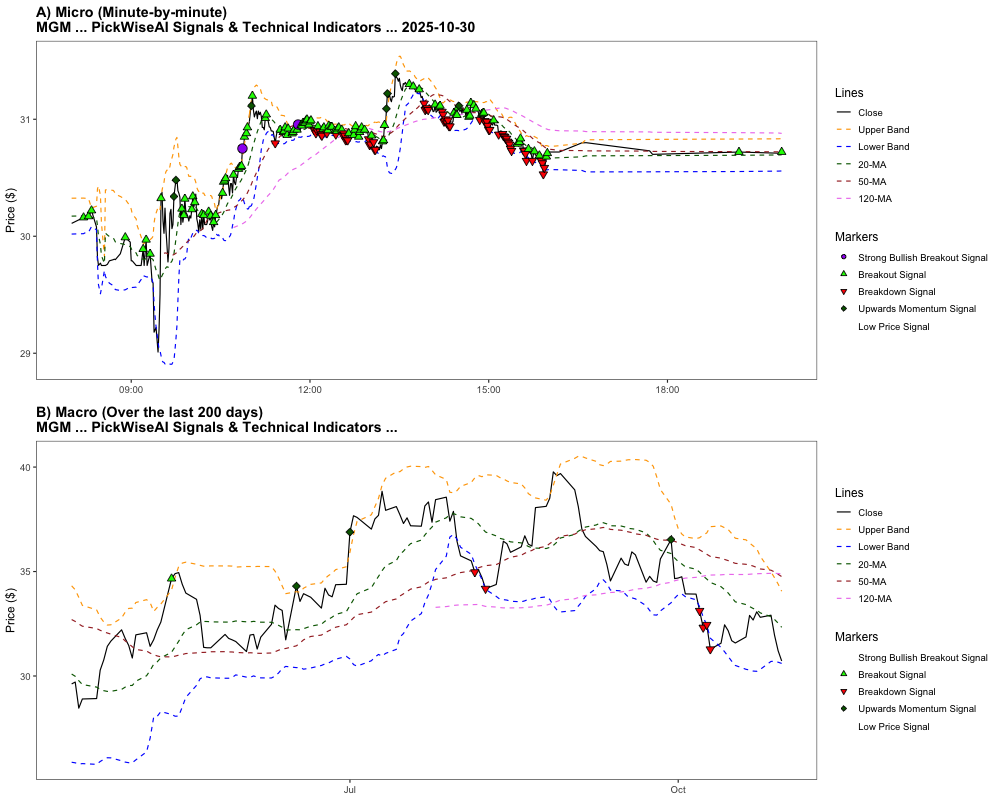 A) Micro (Minute-by-minute)
MGM ... PickWiseAI Signals & Technical Indicators ... 2025-10-30
Price ($)
31
30
29
09:00
12:00
15:00
18:00
Lines
Close
Upper Band
Lower Band
20-MA
50-MA
120-MA
Markers
Strong Bullish Breakout Signal
Breakout Signal
Breakdown Signal
Upwards Momentum Signal
Low Price Signal
B) Macro (Over the last 200 days)
MGM ... PickWiseAI Signals & Technical Indicators ...
Price ($)
40
35
30
Jul
Oct
Lines
Close
Upper Band
Lower Band
20-MA
50-MA
120-MA
Markers
Strong Bullish Breakout Signal
Breakout Signal
Breakdown Signal
Upwards Momentum Signal
Low Price Signal